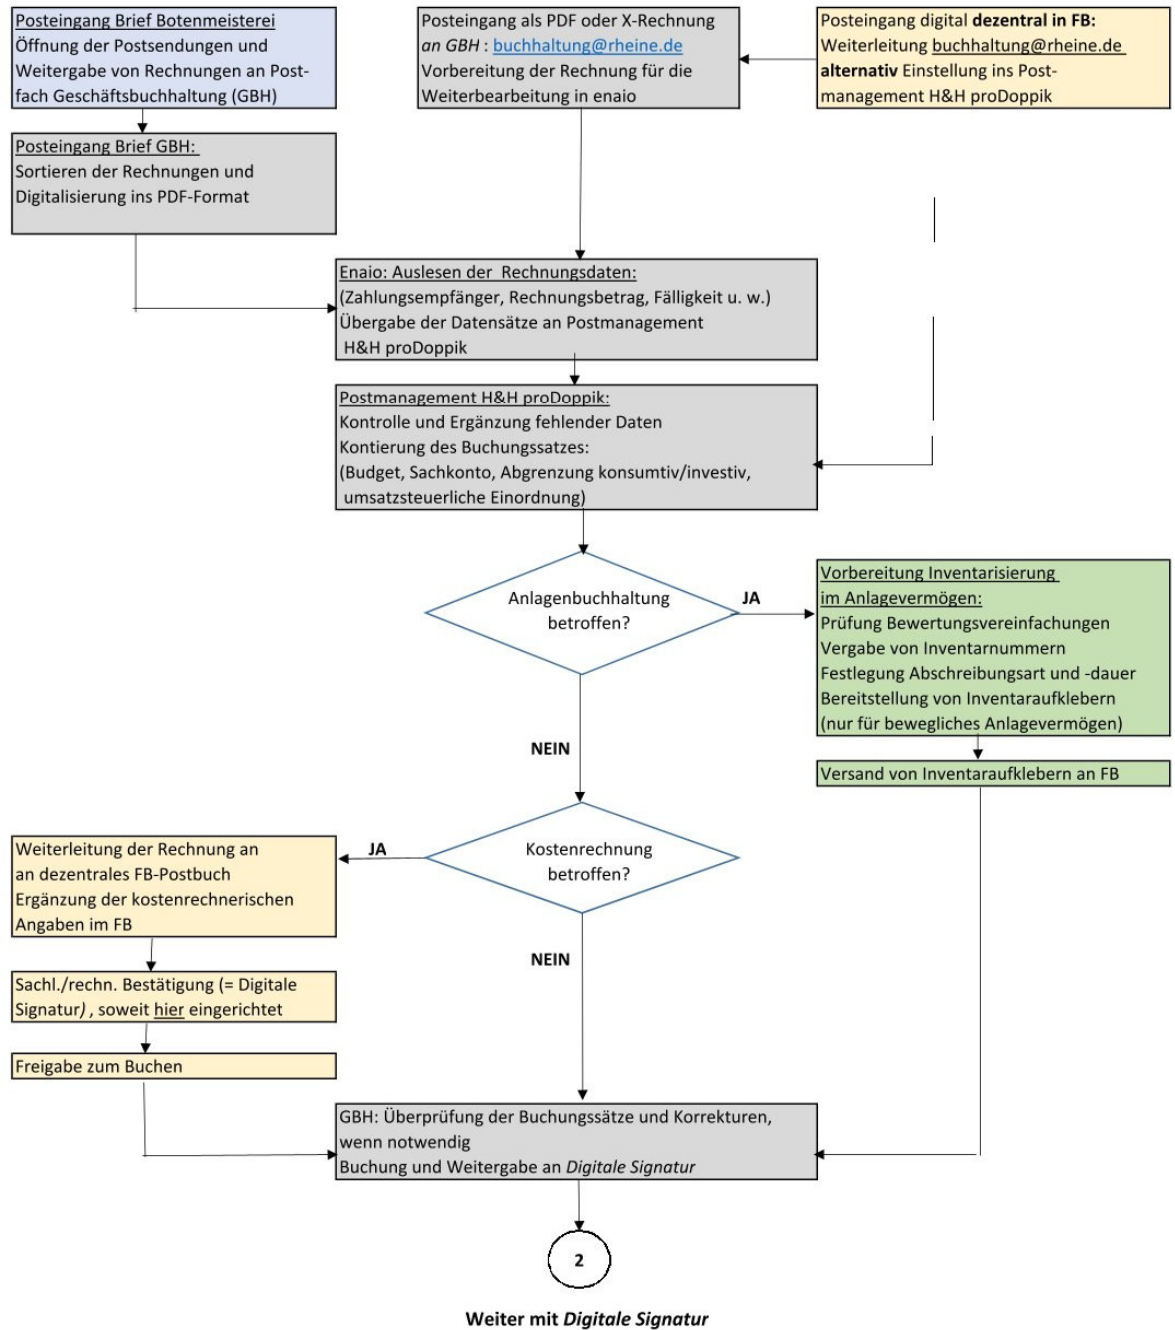 Posteingang Brief Botenmeisterei
Öffnung der Postsendungen und
Weitergabe von Rechnungen an Post-
fach Geschäftsbuchhaltung (GBH)
Posteingang als PDF oder X-Rechnung
an GBH : buchhaltung@rheine.de
Vorbereitung der Rechnung für die
Weiterbearbeitung in enaio
Posteingang digital dezentral in FB:
Weiterleitung buchhaltung@rheine.de
alternativ Einstellung ins Post-
management H&H proDoppik
Posteingang Brief GBH:
Sortieren der Rechnungen und
Digitalisierung ins PDF-Format
Enaio: Auslesen der Rechnungsdaten:
(Zahlungsempfänger, Rechnungsbetrag, Fälligkeit u. w.)
Übergabe der Datensätze an Postmanagement
H&H proDoppik
Postmanagement H&H proDoppik:
Kontrolle und Ergänzung fehlender Daten
Kontierung des Buchungssatzes:
(Budget, Sachkonto, Abgrenzung konsumtiv/investiv,
umsatzsteuerliche Einordnung)
Anlagenbuchhaltung
betroffen?
JA
Vorbereitung Inventarisierung
im Anlagevermögen:
Prüfung Bewertungsvereinfachungen
Vergabe von Inventarnummern
Festlegung Abschreibungsart und -dauer
Bereitstellung von Inventaraufklebern
(nur für bewegliches Anlagevermögen)
NEIN
Versand von Inventaraufklebern an FB
Kostenrechnung
betroffen?
JA
Weiterleitung der Rechnung an
an dezentrales FB-Postbuch
Ergänzung der kostenrechnerischen
Angaben im FB
NEIN
Sachl./rechn. Bestätigung (= Digitale
Signatur) , soweit hier eingerichtet
Freigabe zum Buchen
GBH: Überprüfung der Buchungssätze und Korrekturen,
wenn notwendig
Buchung und Weitergabe an Digitale Signatur
2
Weiter mit Digitale Signatur